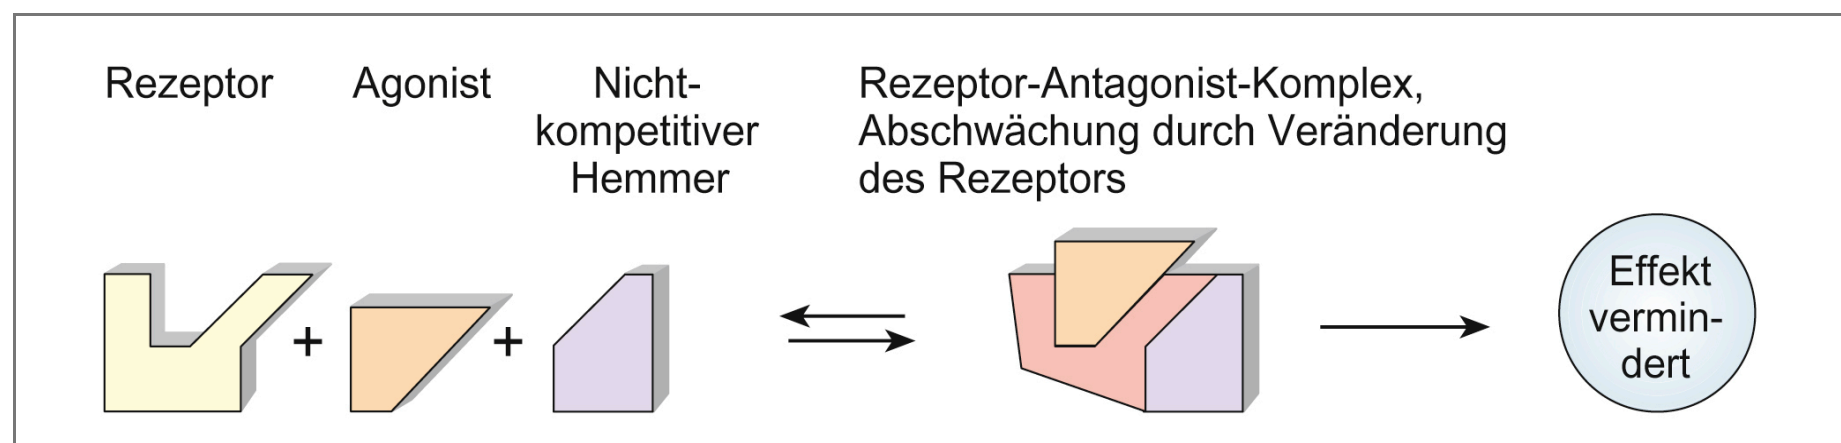 Rezeptor
Agonist
Nicht-
kompetitiver
Hemmer
Rezeptor-Antagonist-Komplex,
Abschwächung durch Veränderung
des Rezeptors
+
+
Effekt
vermin-
dert